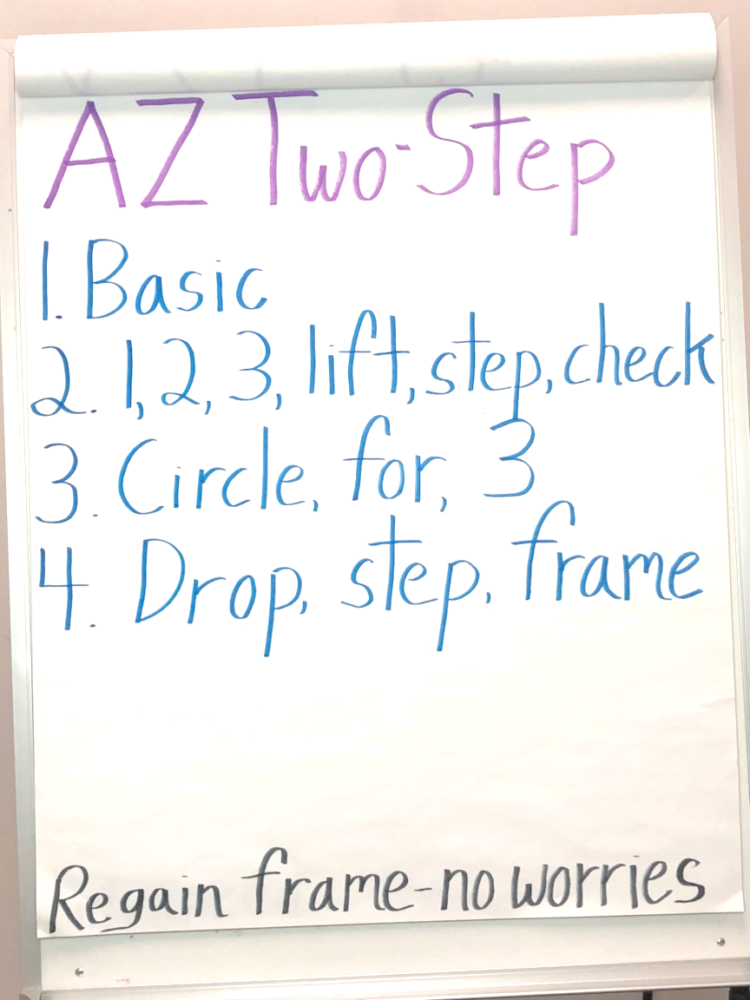 AZ Two-Step
1. Basic
2. 1, 2, 3, lift, step, check
3. Circle, for, 3
4. Drop, step, frame
Regain frame-no worries